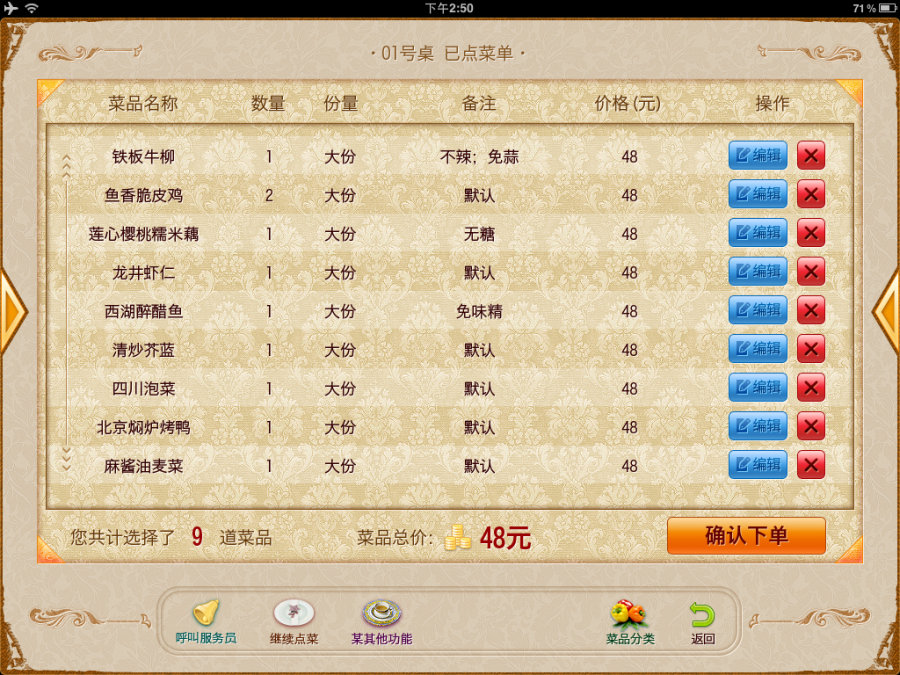 下午2:50
71%
·01号桌 已点菜单·
菜品名称 数量 份量 备注 价格(元) 操作
铁板牛柳 1 大份 不辣：免蒜 48 编辑
鱼香脆皮鸡 2 大份 默认 48 编辑
莲心樱桃糯米藕 1 大份 无糖 48 编辑
龙井虾仁 1 大份 默认 48 编辑
西湖醉醋鱼 1 大份 免味精 48 编辑
清炒芥蓝 1 大份 默认 48 编辑
四川泡菜 1 大份 默认 48 编辑
北京焖炉烤鸭 1 大份 默认 48 编辑
麻酱油麦菜 1 大份 默认 48 编辑
您共计选择了 9 道菜品 菜品总价: 48元 确认下单
呼叫服务员 继续点菜 某其他功能 菜品分类 返回